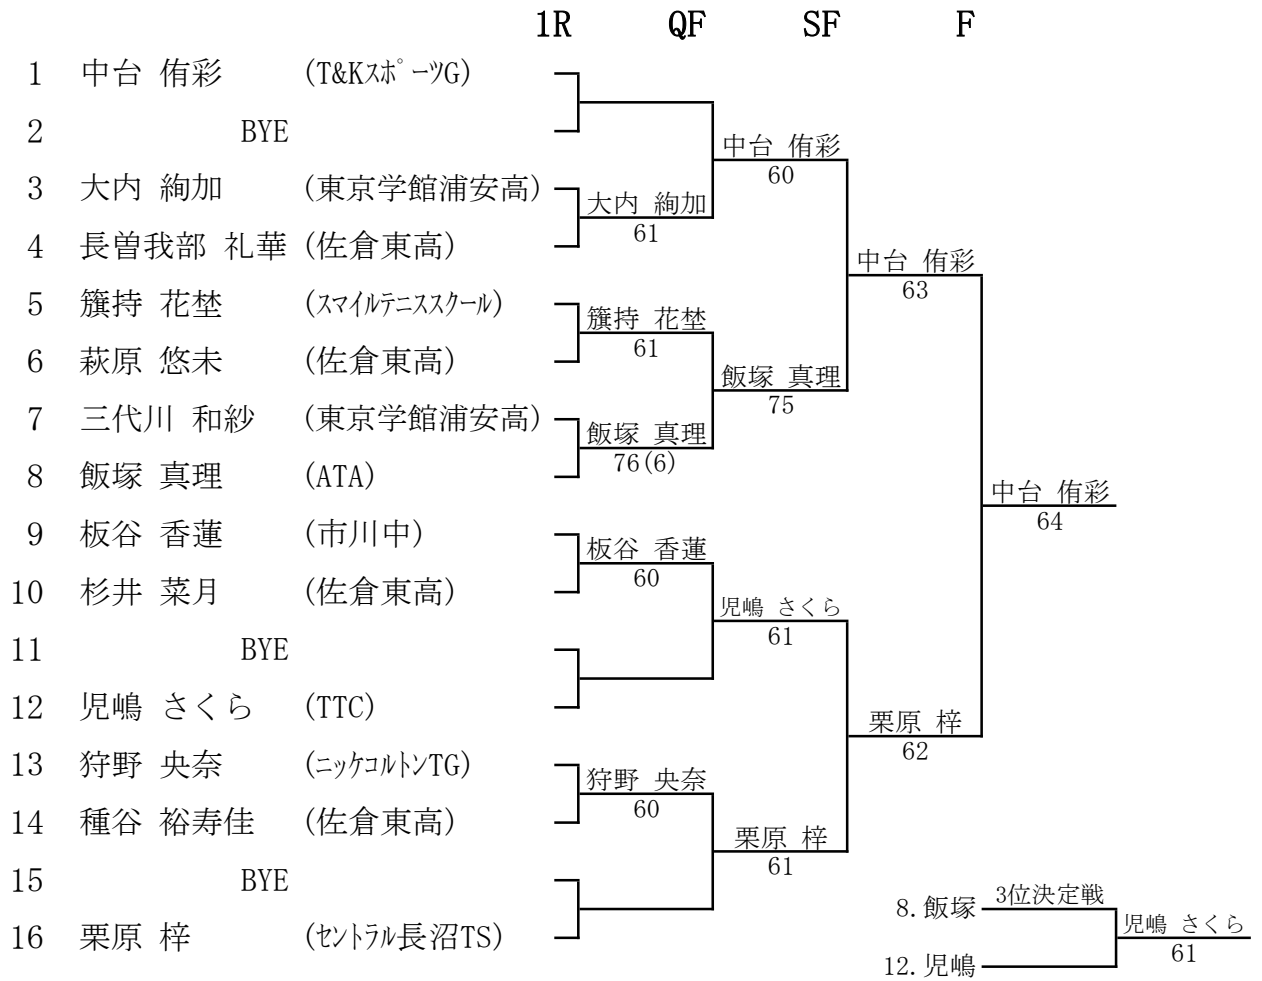 1R QF SF F
1 中台 侑彩 (T&KｽﾎﾟｰﾂG)
2 BYE
中台 侑彩
60
3 大内 絢加 (東京学館浦安高)
大内 絢加
61
4 長曽我部 礼華 (佐倉東高)
中台 侑彩
63
5 籏持 花埜 (ｽﾏｲﾙﾃﾆｽｽｸｰﾙ)
籏持 花埜
61
6 萩原 悠未 (佐倉東高)
飯塚 真理
75
7 三代川 和紗 (東京学館浦安高)
飯塚 真理
76(6)
8 飯塚 真理 (ATA)
中台 侑彩
64
9 板谷 香蓮 (市川中)
板谷 香蓮
60
10 杉井 菜月 (佐倉東高)
児嶋 さくら
61
11 BYE
12 児嶋 さくら (TTC)
栗原 梓
62
13 狩野 央奈 (ﾆｯｹｺﾙﾄﾝTG)
狩野 央奈
60
14 種谷 裕寿佳 (佐倉東高)
栗原 梓
61
15 BYE
16 栗原 梓 (ｾﾝﾄﾗﾙ長沼TS)
3位決定戦
8.飯塚
児嶋 さくら
61
12.児嶋